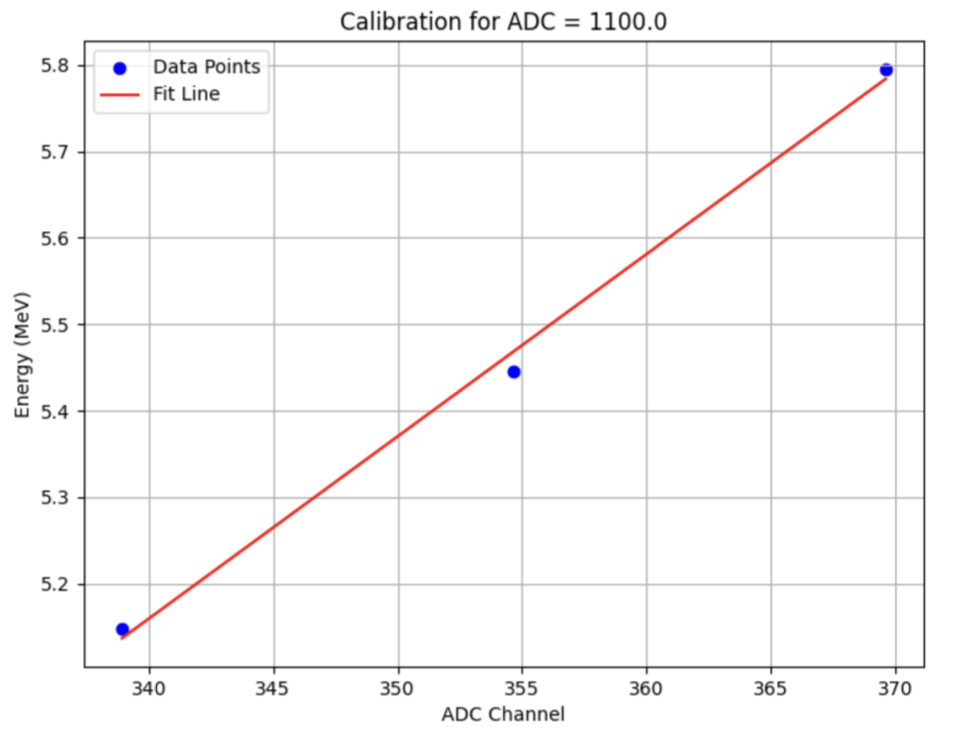 Calibration for ADC = 1100.0
Data Points
Fit Line
5.8
5.7
5.6
5.5
5.4
5.3
5.2
Energy (MeV)
340 345 350 355 360 365 370
ADC Channel